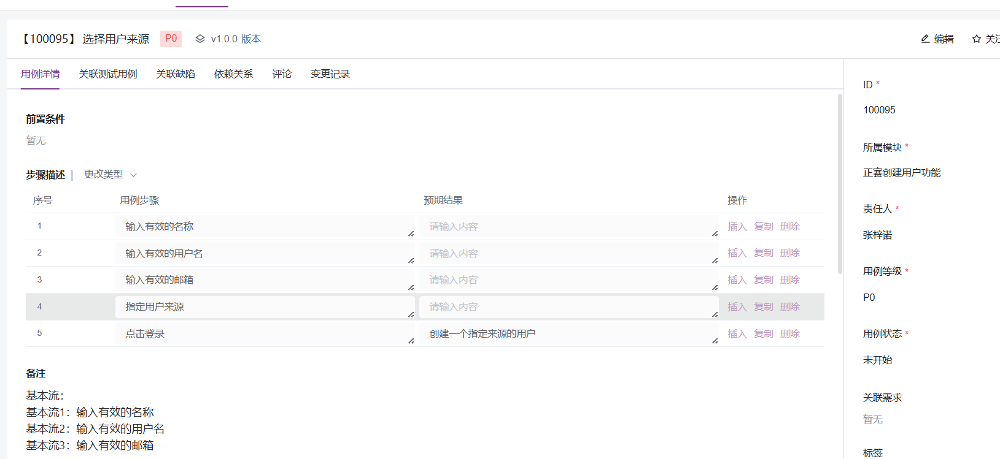 【100095】选择用户来源 P0 v1.0.0 版本 编辑 关注
用例详情 关联测试用例 关联缺陷 依赖关系 评论 变更记录
前置条件
暂无
步骤描述 | 更改类型
序号 用例步骤 预期结果 操作
1 输入有效的名称 请输入内容 插入 复制 删除
2 输入有效的用户名 请输入内容 插入 复制 删除
3 输入有效的邮箱 请输入内容 插入 复制 删除
4 指定用户来源 请输入内容 插入 复制 删除
5 点击登录 创建一个指定来源的用户 插入 复制 删除
备注
基本流：
基本流1：输入有效的名称
基本流2：输入有效的用户名
基本流3：输入有效的邮箱
ID *
100095
所属模块 *
正赛创建用户功能
责任人 *
张梓诺
用例等级 *
P0
用例状态 *
未开始
关联需求
暂无
标签